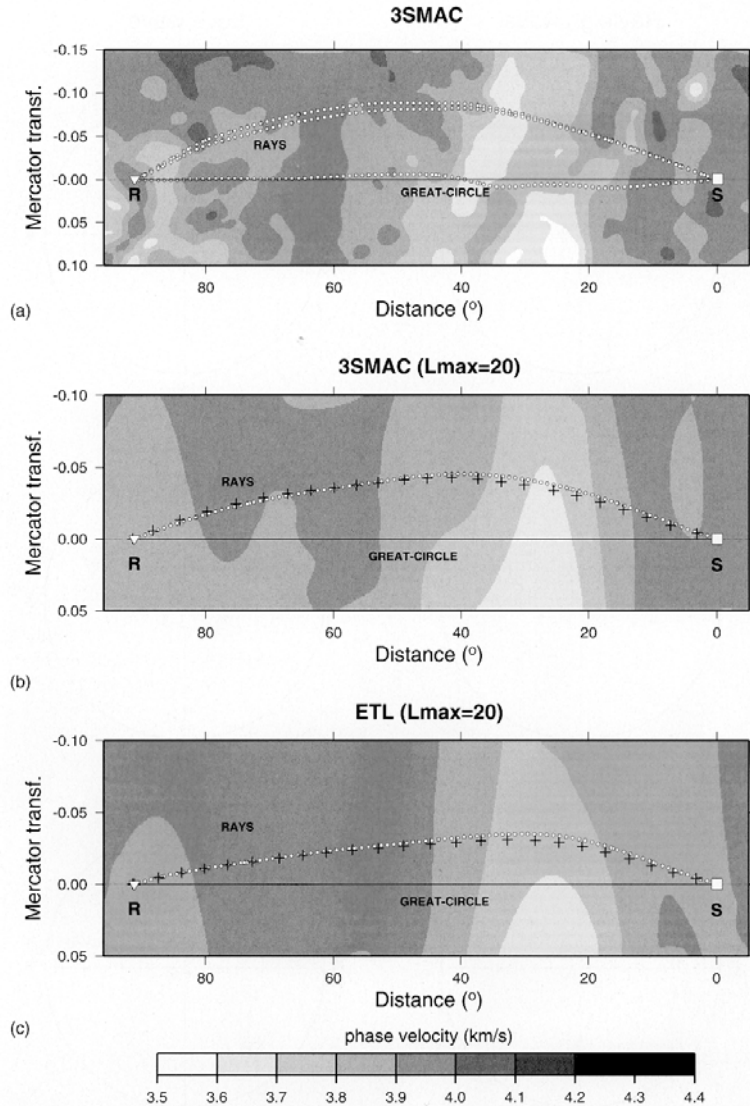 3SMAC
-0.15
-0.10
-0.05
-0.00
0.05
0.10
Mercator transf.
RAYS
R
GREAT-CIRCLE
S
80 60 40 20 0
Distance (o)
(a)
3SMAC (Lmax=20)
-0.10
-0.05
0.00
0.05
Mercator transf.
RAYS
R
GREAT-CIRCLE
S
80 60 40 20 0
Distance (o)
(b)
ETL (Lmax=20)
-0.10
-0.05
0.00
0.05
Mercator transf.
RAYS
R
GREAT-CIRCLE
S
80 60 40 20 0
Distance (o)
(c)
phase velocity (km/s)
3.5 3.6 3.7 3.8 3.9 4.0 4.1 4.2 4.3 4.4